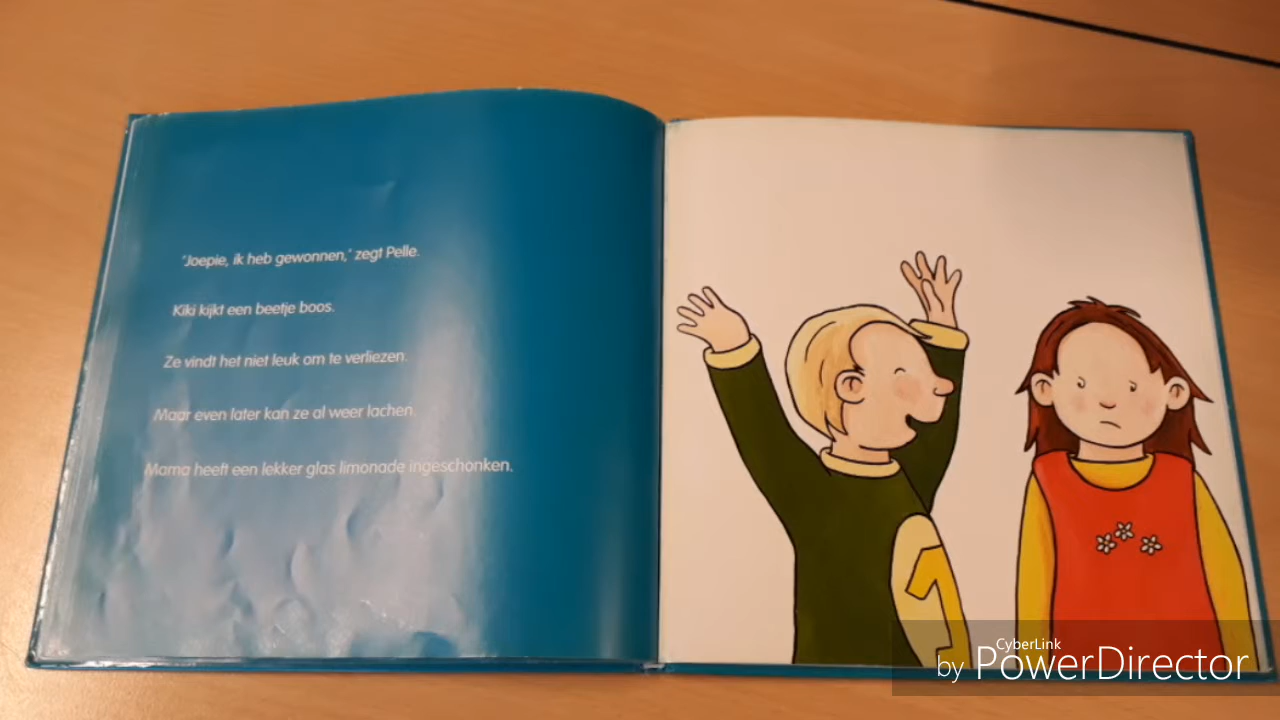 'Joepie, ik heb gewonnen,' zegt Pelle.
Kiki kijkt een beetje boos.
Ze vindt het niet leuk om te verliezen.
Maar even later kan ze al weer lachen.
Mama heeft een lekker glas limonade ingeschonken.
1
CyberLink
by PowerDirector